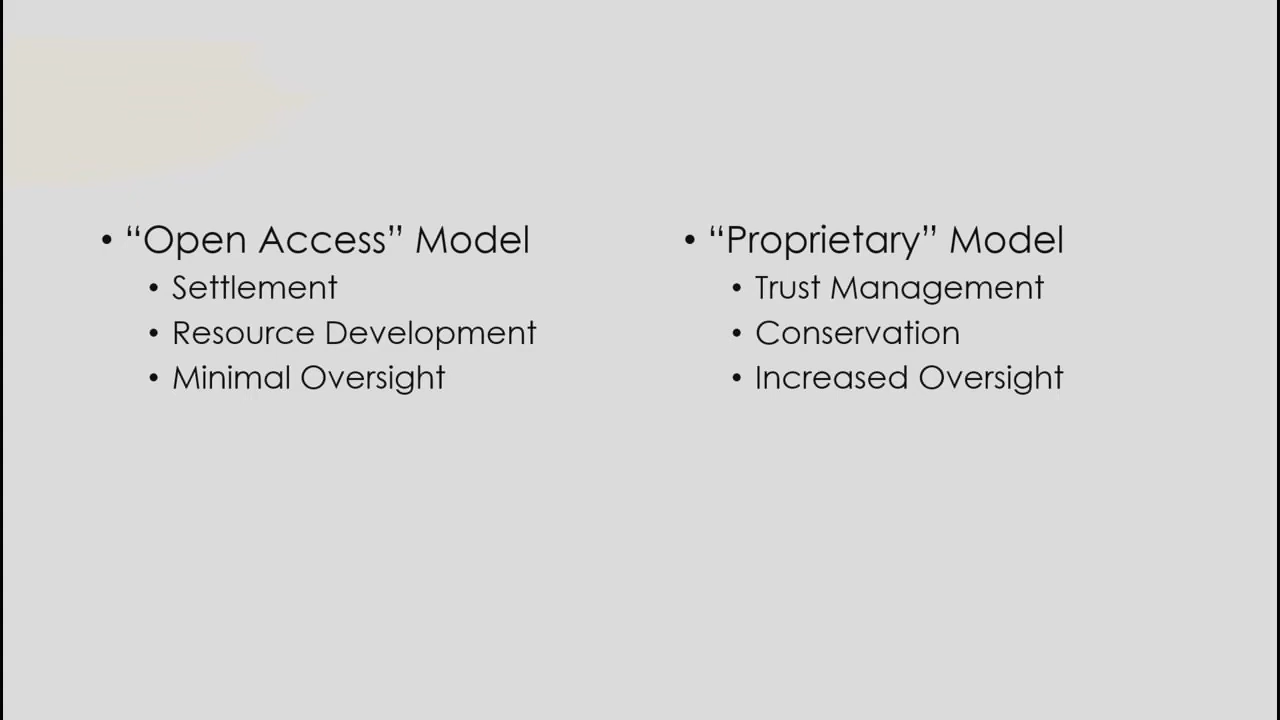 • “Open Access” Model
• Settlement
• Resource Development
• Minimal Oversight
• “Proprietary” Model
• Trust Management
• Conservation
• Increased Oversight